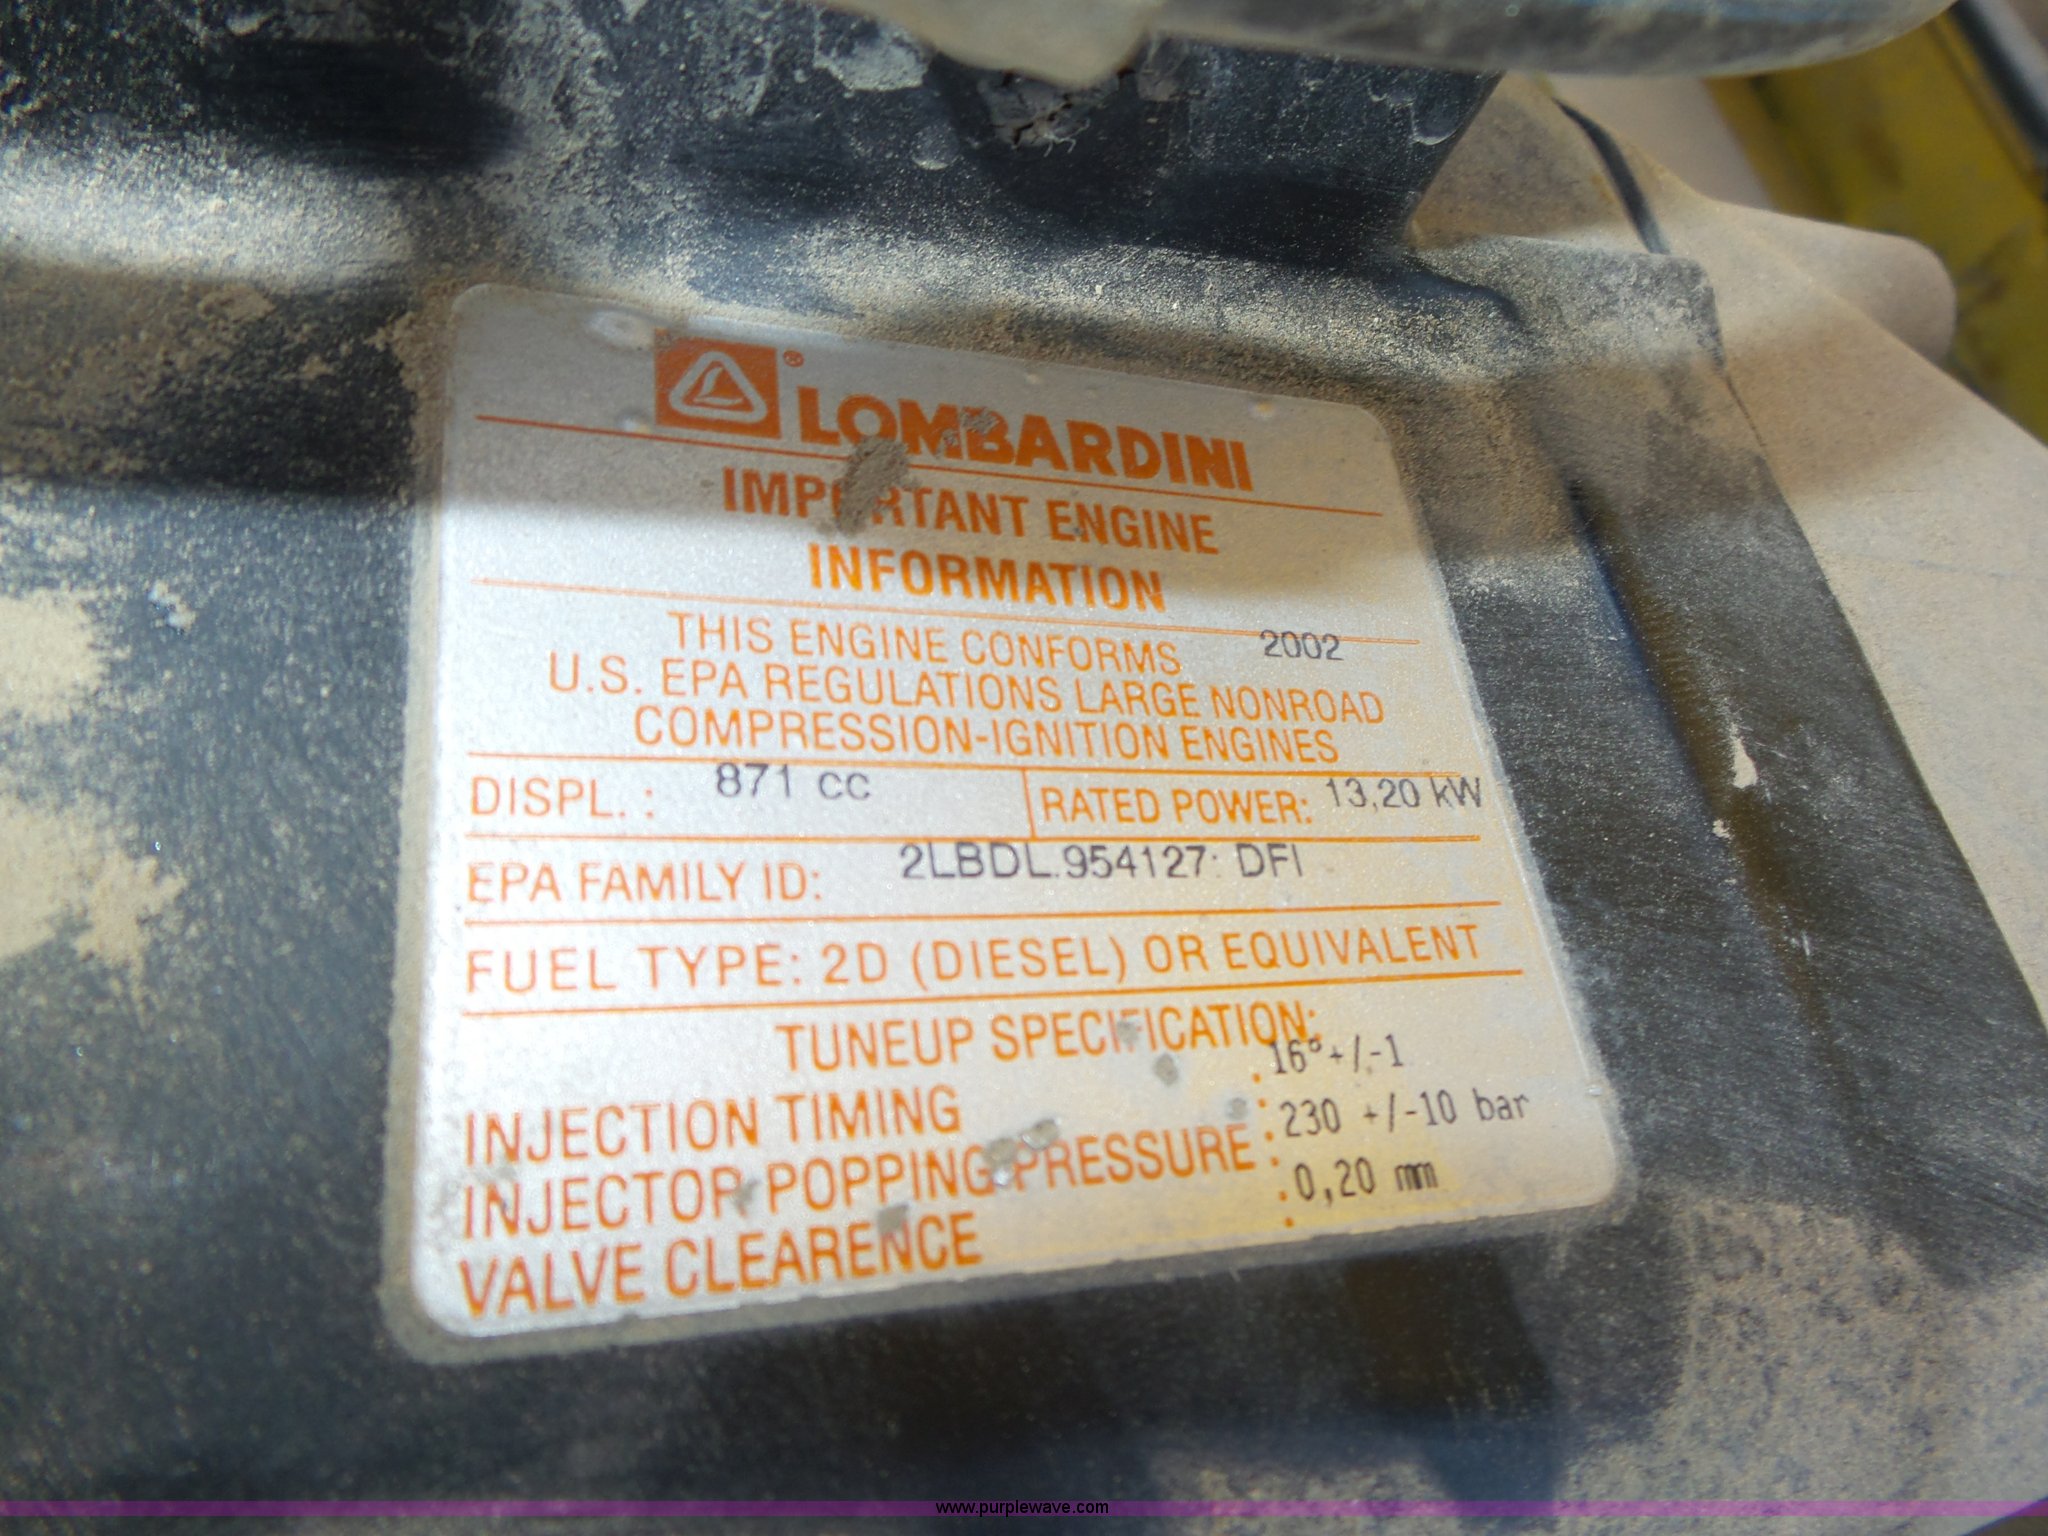 ® LOMBARDINI
IMPORTANT ENGINE
INFORMATION
THIS ENGINE CONFORMS 2002
U.S. EPA REGULATIONS LARGE NONROAD
COMPRESSION-IGNITION ENGINES
DISPL. : 871 cc RATED POWER: 13,20 kW
EPA FAMILY ID: 2LBDL.954127: DFI
FUEL TYPE: 2D (DIESEL) OR EQUIVALENT
TUNEUP SPECIFICATION:
INJECTION TIMING : 16°+/-1
INJECTOR POPPING PRESSURE : 230 +/-10 bar
VALVE CLEARENCE : 0,20 mm
www.purplewave.com